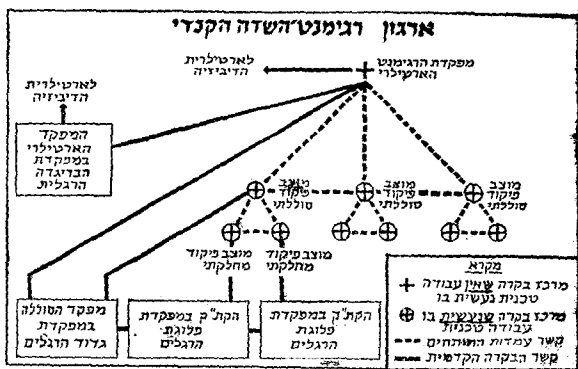 ארגון רגימנט־השדה הקנדי
מפקדת הרגימנט
הארטילרי
לארטילרית
הדיביזיה
לארטילרית
הדיביזיה
המפקד
הארטילרי
במפקדת
הבריגדה
הרגלית
מוצב
פיקוד
סוללתי
מוצב
פיקוד
סוללתי
מוצב
פיקוד
סוללתי
מוצב פיקוד
מחלקתי
מוצב פיקוד
מחלקתי
מפקד הסוללה
במפקדת
גדוד הרגלים
הקת"ק במפקדת
פלוגת
הרגלים
הקת"ק במפקדת
פלוגת
הרגלים
מקרא
מרכז בקרה שאין עבודה
טכנית נעשית בו
מרכז בקרה שנעשית בו
עבודה טכנית
קשר עמדות התותחים
קשר הבקרה הקדמית